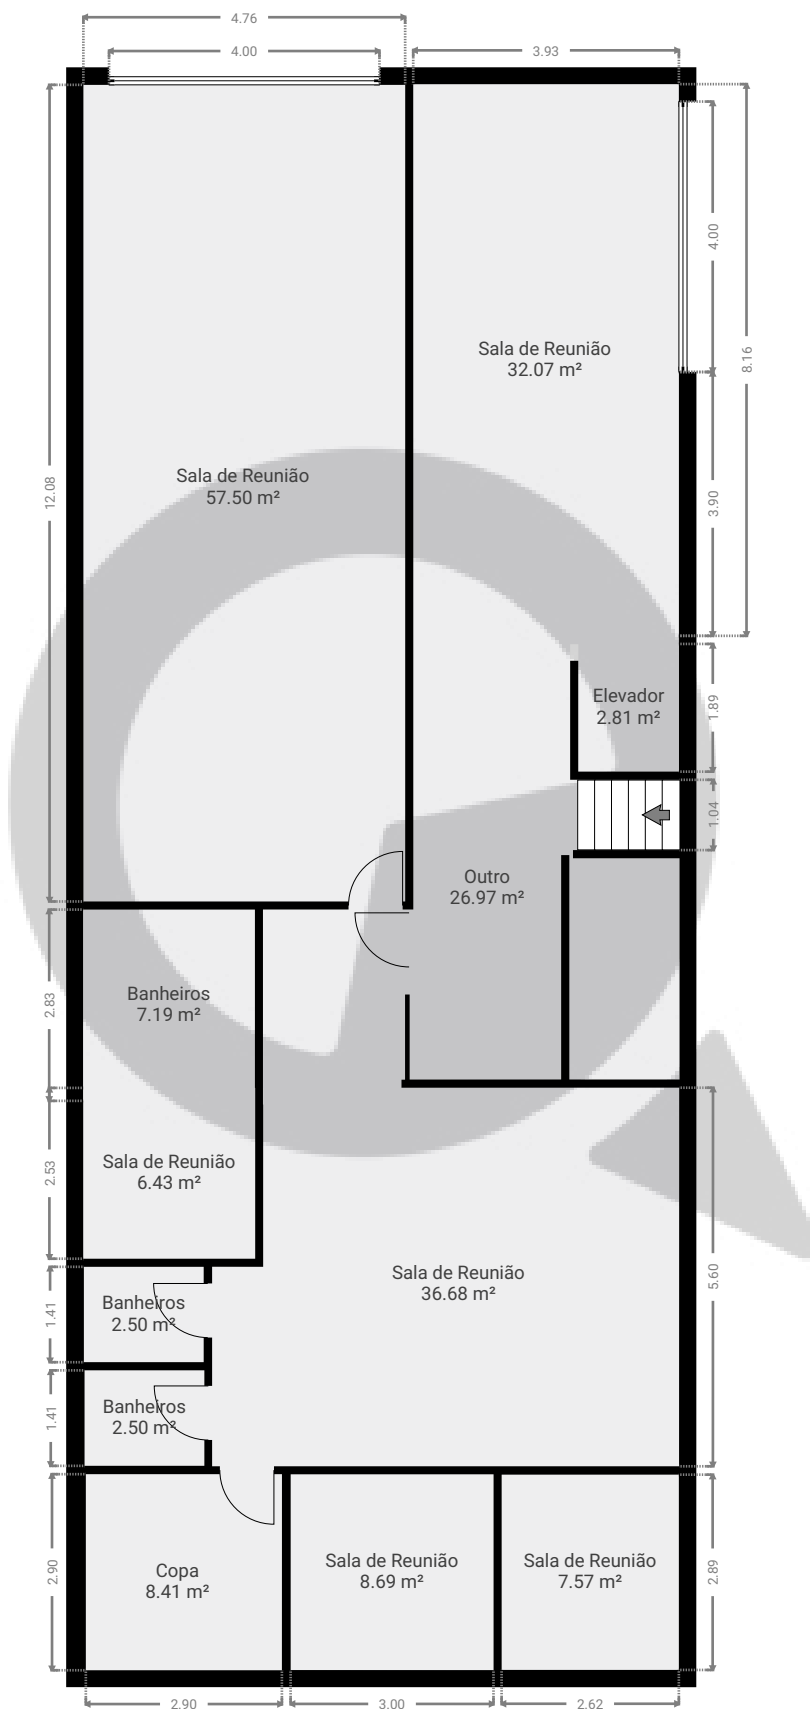 4.76
4.00
3.93
4.00
8.16
Sala de Reunião
32.07 m²
12.08
Sala de Reunião
57.50 m²
3.90
Elevador
2.81 m²
1.89
1.04
Outro
26.97 m²
2.83
Banheiros
7.19 m²
2.53
Sala de Reunião
6.43 m²
Sala de Reunião
36.68 m²
5.60
1.41
Banheiros
2.50 m²
1.41
Banheiros
2.50 m²
2.90
Copa
8.41 m²
Sala de Reunião
8.69 m²
Sala de Reunião
7.57 m²
2.89
2.90
3.00
2.62